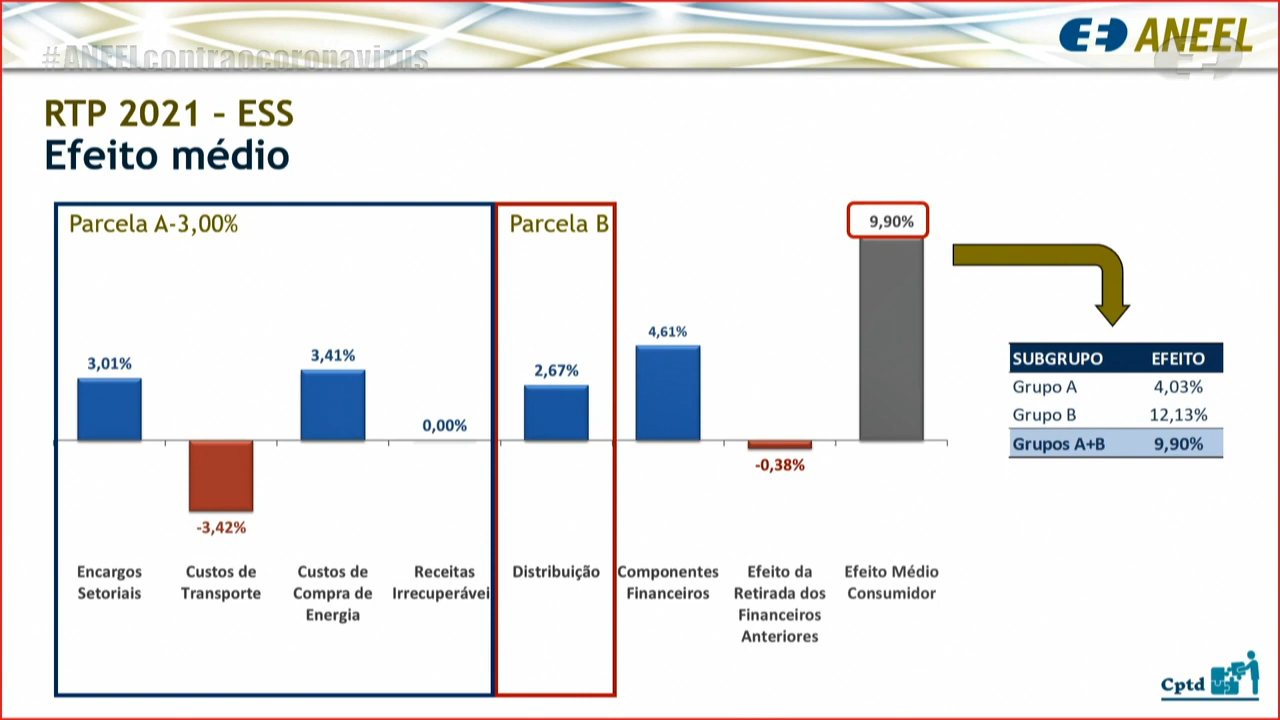 #ANEELcontraocoronavirus
ANEEL
RTP 2021 – ESS
Efeito médio
Parcela A-3,00%
Parcela B
9,90%
3,01%
-3,42%
3,41%
0,00%
2,67%
4,61%
-0,38%
Encargos
Setoriais
Custos de
Transporte
Custos de
Compra de
Energia
Receitas
Irrecuperávei
Distribuição
Componentes
Financeiros
Efeito da
Retirada dos
Financeiros
Anteriores
Efeito Médio
Consumidor
SUBGRUPO EFEITO
Grupo A 4,03%
Grupo B 12,13%
Grupos A+B 9,90%
Cptd